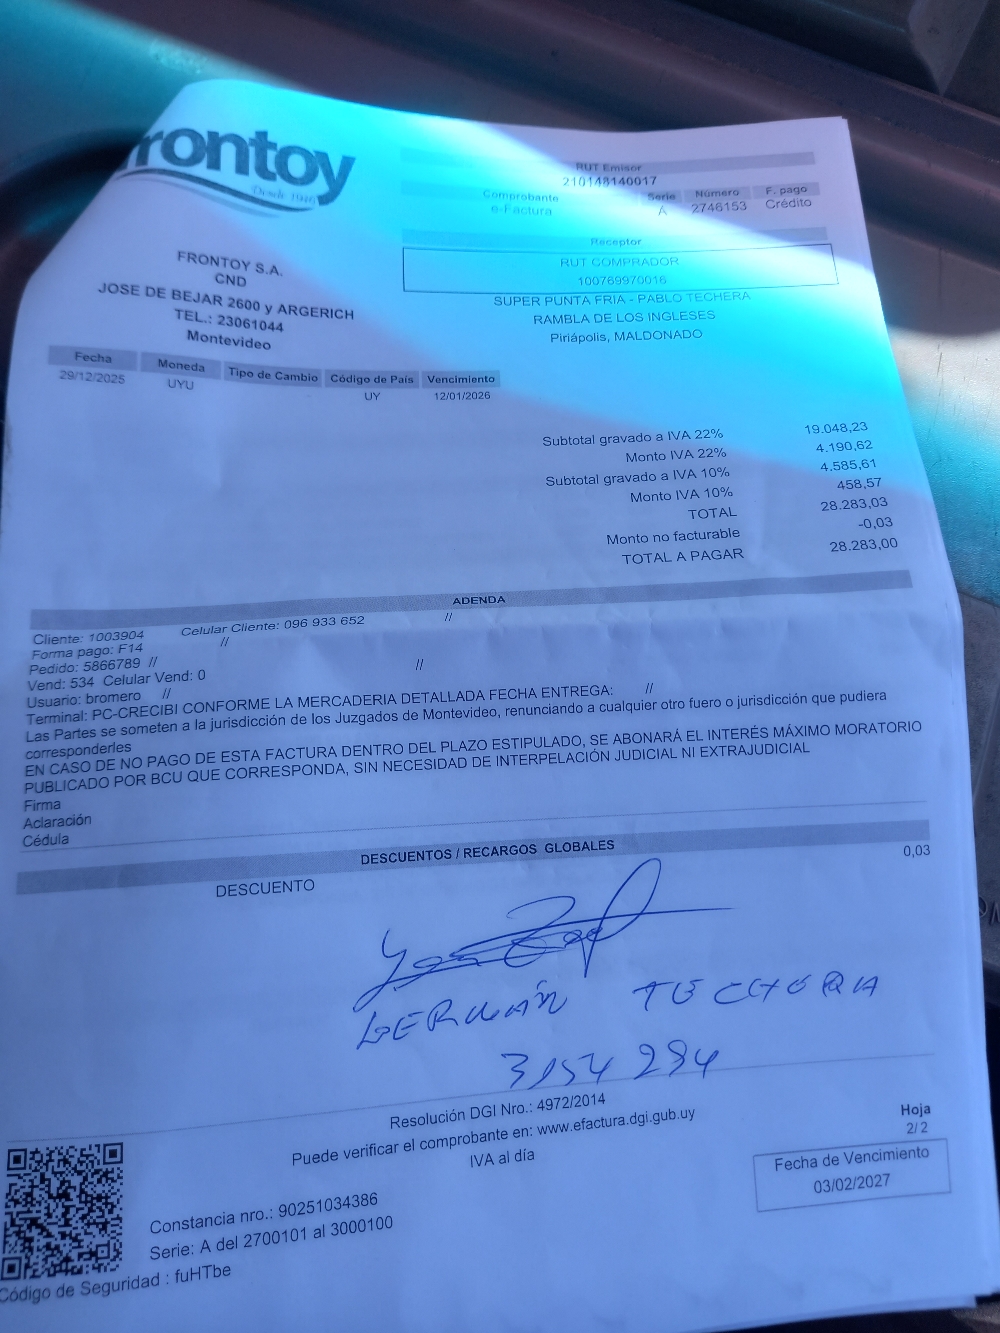 rontoy
Desde 1940
RUT Emisor
210148140017
Comprobante Serie Número F. pago
e-Factura A 2746153 Crédito
Receptor
RUT COMPRADOR
100769970016
SUPER PUNTA FRIA - PABLO TECHERA
RAMBLA DE LOS INGLESES
Piriápolis, MALDONADO
FRONTOY S.A.
CND
JOSE DE BEJAR 2600 y ARGERICH
TEL.: 23061044
Montevideo
Fecha Moneda Tipo de Cambio Código de País Vencimiento
29/12/2025 UYU UY 12/01/2026
Subtotal gravado a IVA 22% 19.048,23
Monto IVA 22% 4.190,62
Subtotal gravado a IVA 10% 4.585,61
Monto IVA 10% 458,57
TOTAL 28.283,03
Monto no facturable -0,03
TOTAL A PAGAR 28.283,00
ADENDA
Cliente: 1003904 Celular Cliente: 096 933 652 //
Forma pago: F14 //
Pedido: 5866789 //
Vend: 534 Celular Vend: 0 //
Usuario: bromero //
Terminal: PC-CRECIBI CONFORME LA MERCADERIA DETALLADA FECHA ENTREGA: //
Las Partes se someten a la jurisdicción de los Juzgados de Montevideo, renunciando a cualquier otro fuero o jurisdicción que pudiera
corresponderles
EN CASO DE NO PAGO DE ESTA FACTURA DENTRO DEL PLAZO ESTIPULADO, SE ABONARÁ EL INTERÉS MÁXIMO MORATORIO
PUBLICADO POR BCU QUE CORRESPONDA, SIN NECESIDAD DE INTERPELACIÓN JUDICIAL NI EXTRAJUDICIAL
Firma
Aclaración
Cédula
DESCUENTOS / RECARGOS GLOBALES
DESCUENTO 0,03
GERMÁN TECHERA
3154 294
Resolución DGI Nro.: 4972/2014
Puede verificar el comprobante en: www.efactura.dgi.gub.uy
IVA al día
Hoja
2/ 2
Fecha de Vencimiento
03/02/2027
Constancia nro.: 90251034386
Serie: A del 2700101 al 3000100
Código de Seguridad : fuHTbe